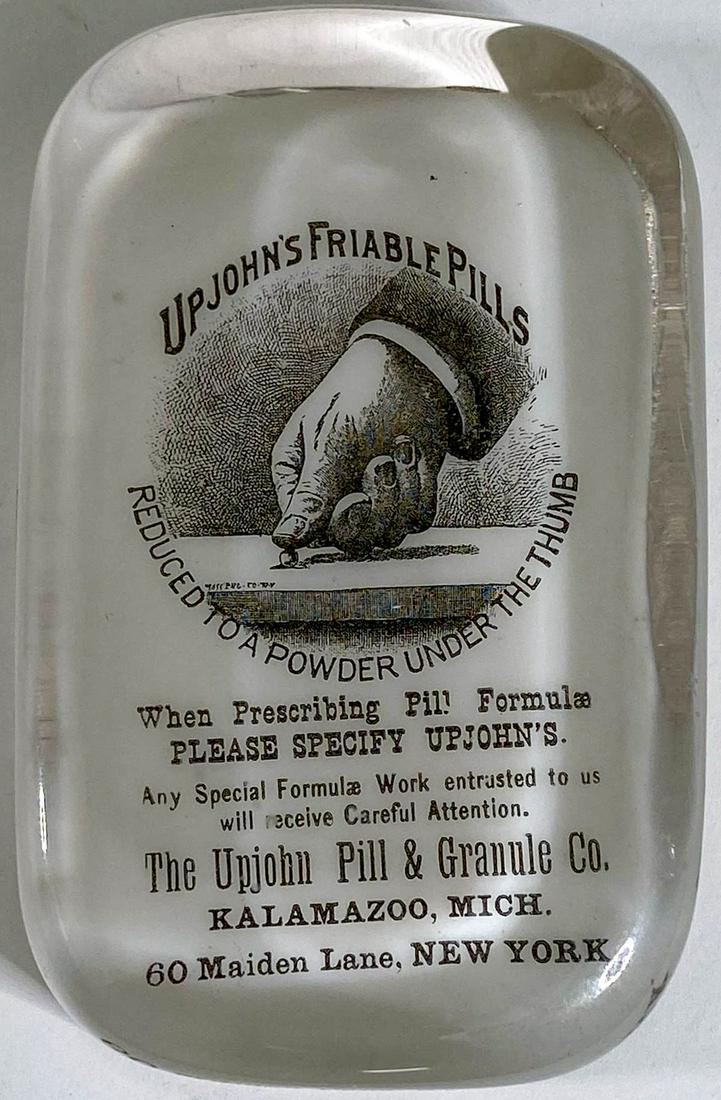 UPJOHN'S FRIABLE PILLS
REDUCED TO A POWDER UNDER THE THUMB
When Prescribing Pill Formulæ
PLEASE SPECIFY UPJOHN'S.
Any Special Formulæ Work entrusted to us
will receive Careful Attention.
The Upjohn Pill & Granule Co.
KALAMAZOO, MICH.
60 Maiden Lane, NEW YORK